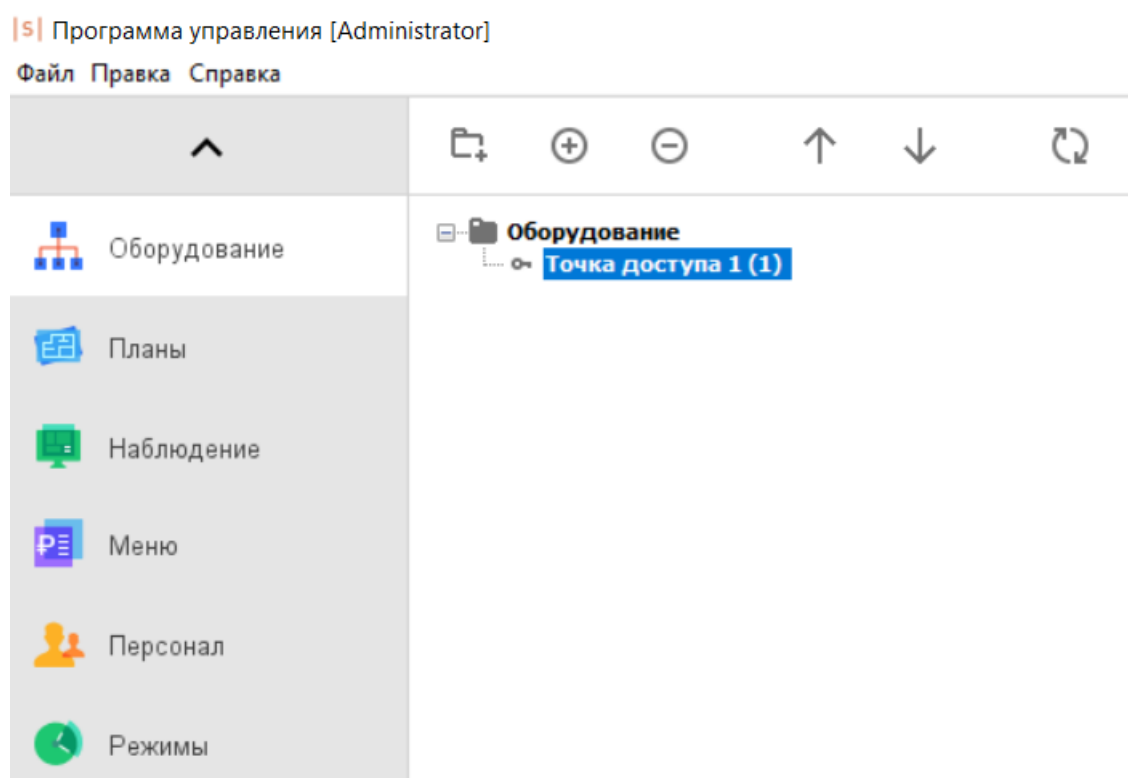 |S| Программа управления [Administrator]
Файл Правка Справка
Оборудование
Планы
Наблюдение
Меню
Персонал
Режимы
Оборудование
Точка доступа 1 (1)